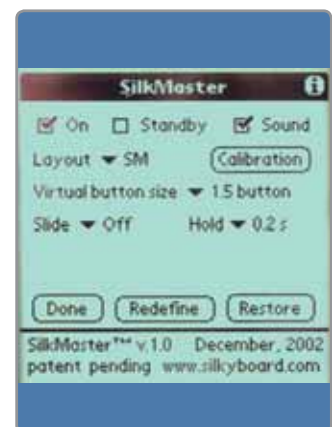 SilkMaster
On Standby Sound
Layout SM Calibration
Virtual button size 1.5 button
Slide Off Hold 0.2 s
Done Redefine Restore
SilkMaster™ v.1.0 December, 2002
patent pending www.silkyboard.com